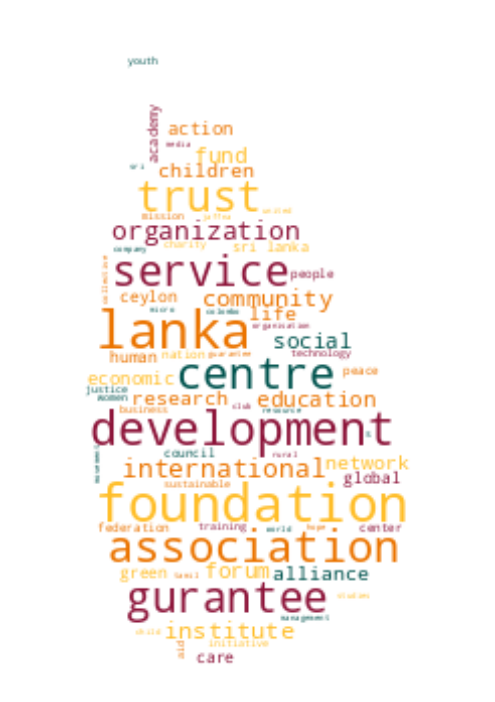 youth
academy
action
media
fund
sri
children
trust
united
mission
jaffna
organization
company
charity
sri lanka
service
people
collective
ceylon
community
micro
colombo
life
organisation
lanka
social
human
nation
guarantee
technology
economic
centre
peace
justice
women
research
education
business
club
resource
development
council
rural
international
network
movement
sustainable
global
foundation
federation
training
world
hope
center
association
green
tamil
forum
alliance
gurantee
studies
management
child
institute
initiative
aid
care